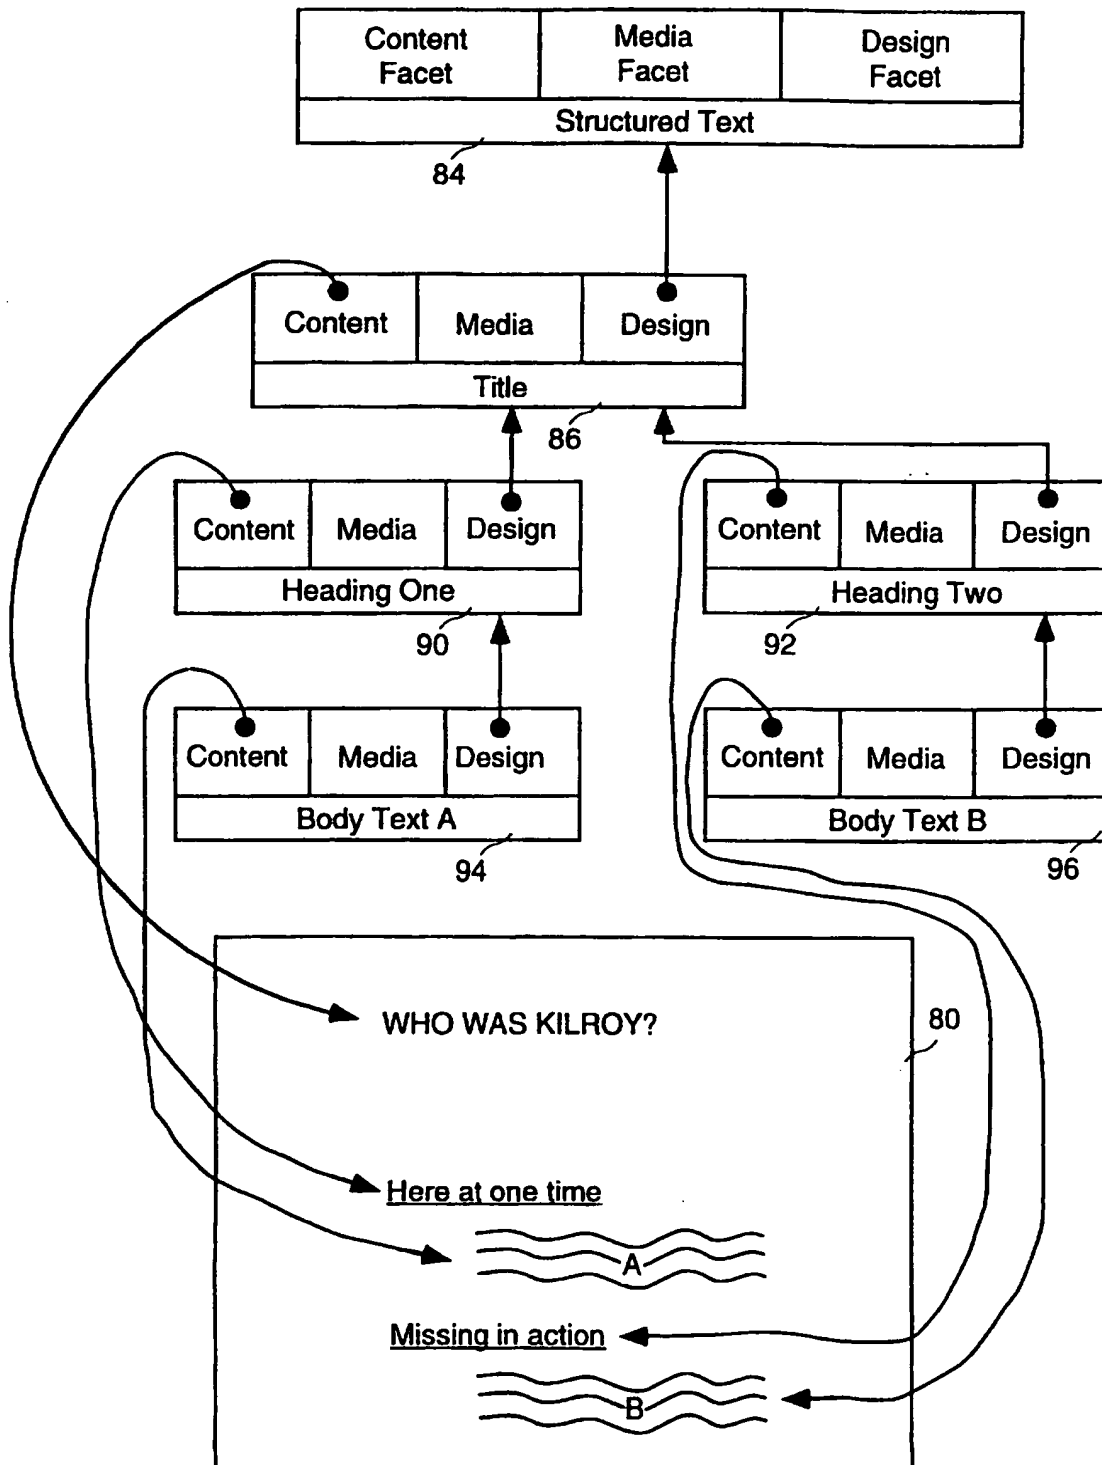 Content Facet Media Facet Design Facet
Structured Text
84
Content Media Design
Title
86
Content Media Design
Heading One
90
Content Media Design
Heading Two
92
Content Media Design
Body Text A
94
Content Media Design
Body Text B
96
80
WHO WAS KILROY?
Here at one time
A
Missing in action
B